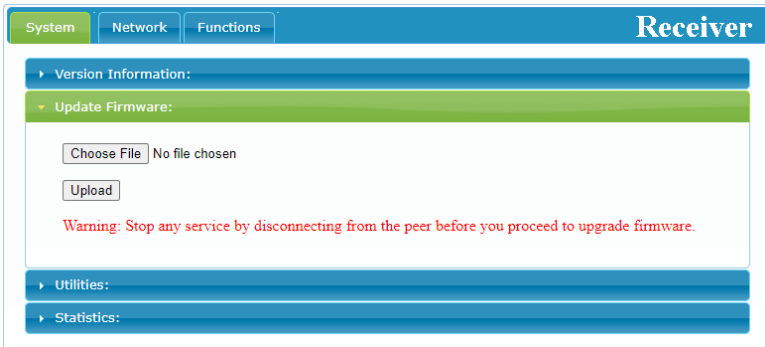 System Network Functions Receiver
Version Information:
Update Firmware:
Choose File No file chosen
Upload
Warning: Stop any service by disconnecting from the peer before you proceed to upgrade firmware.
Utilities:
Statistics: